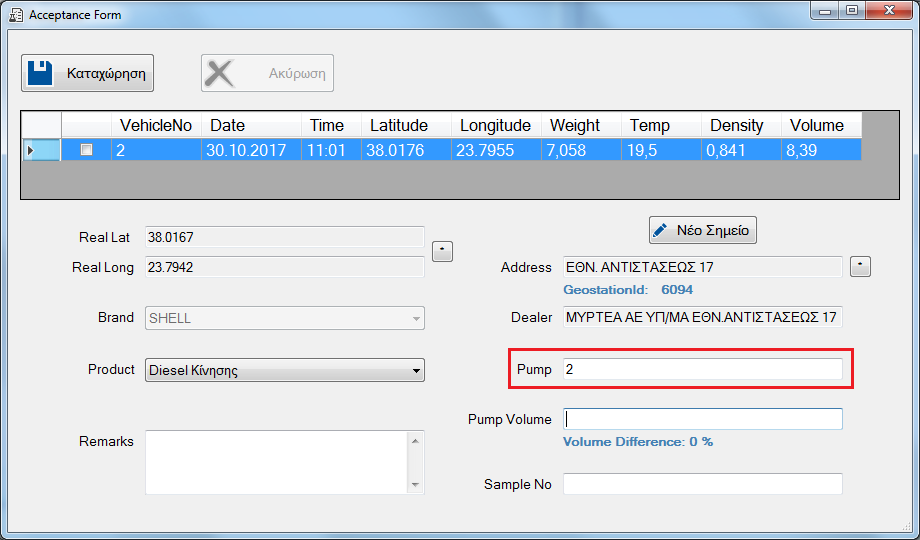 Acceptance Form
Καταχώρηση Ακύρωση
VehicleNo Date Time Latitude Longitude Weight Temp Density Volume
2 30.10.2017 11:01 38.0176 23.7955 7,058 19,5 0,841 8,39
Νέο Σημείο
Real Lat 38.0167
Real Long 23.7942
Address ΕΘΝ. ΑΝΤΙΣΤΑΣΕΩΣ 17
GeostationId: 6094
Brand SHELL
Dealer ΜΥΡΤΕΑ ΑΕ ΥΠ/ΜΑ ΕΘΝ.ΑΝΤΙΣΤΑΣΕΩΣ 17
Product Diesel Κίνησης
Pump 2
Pump Volume
Volume Difference: 0 %
Remarks
Sample No